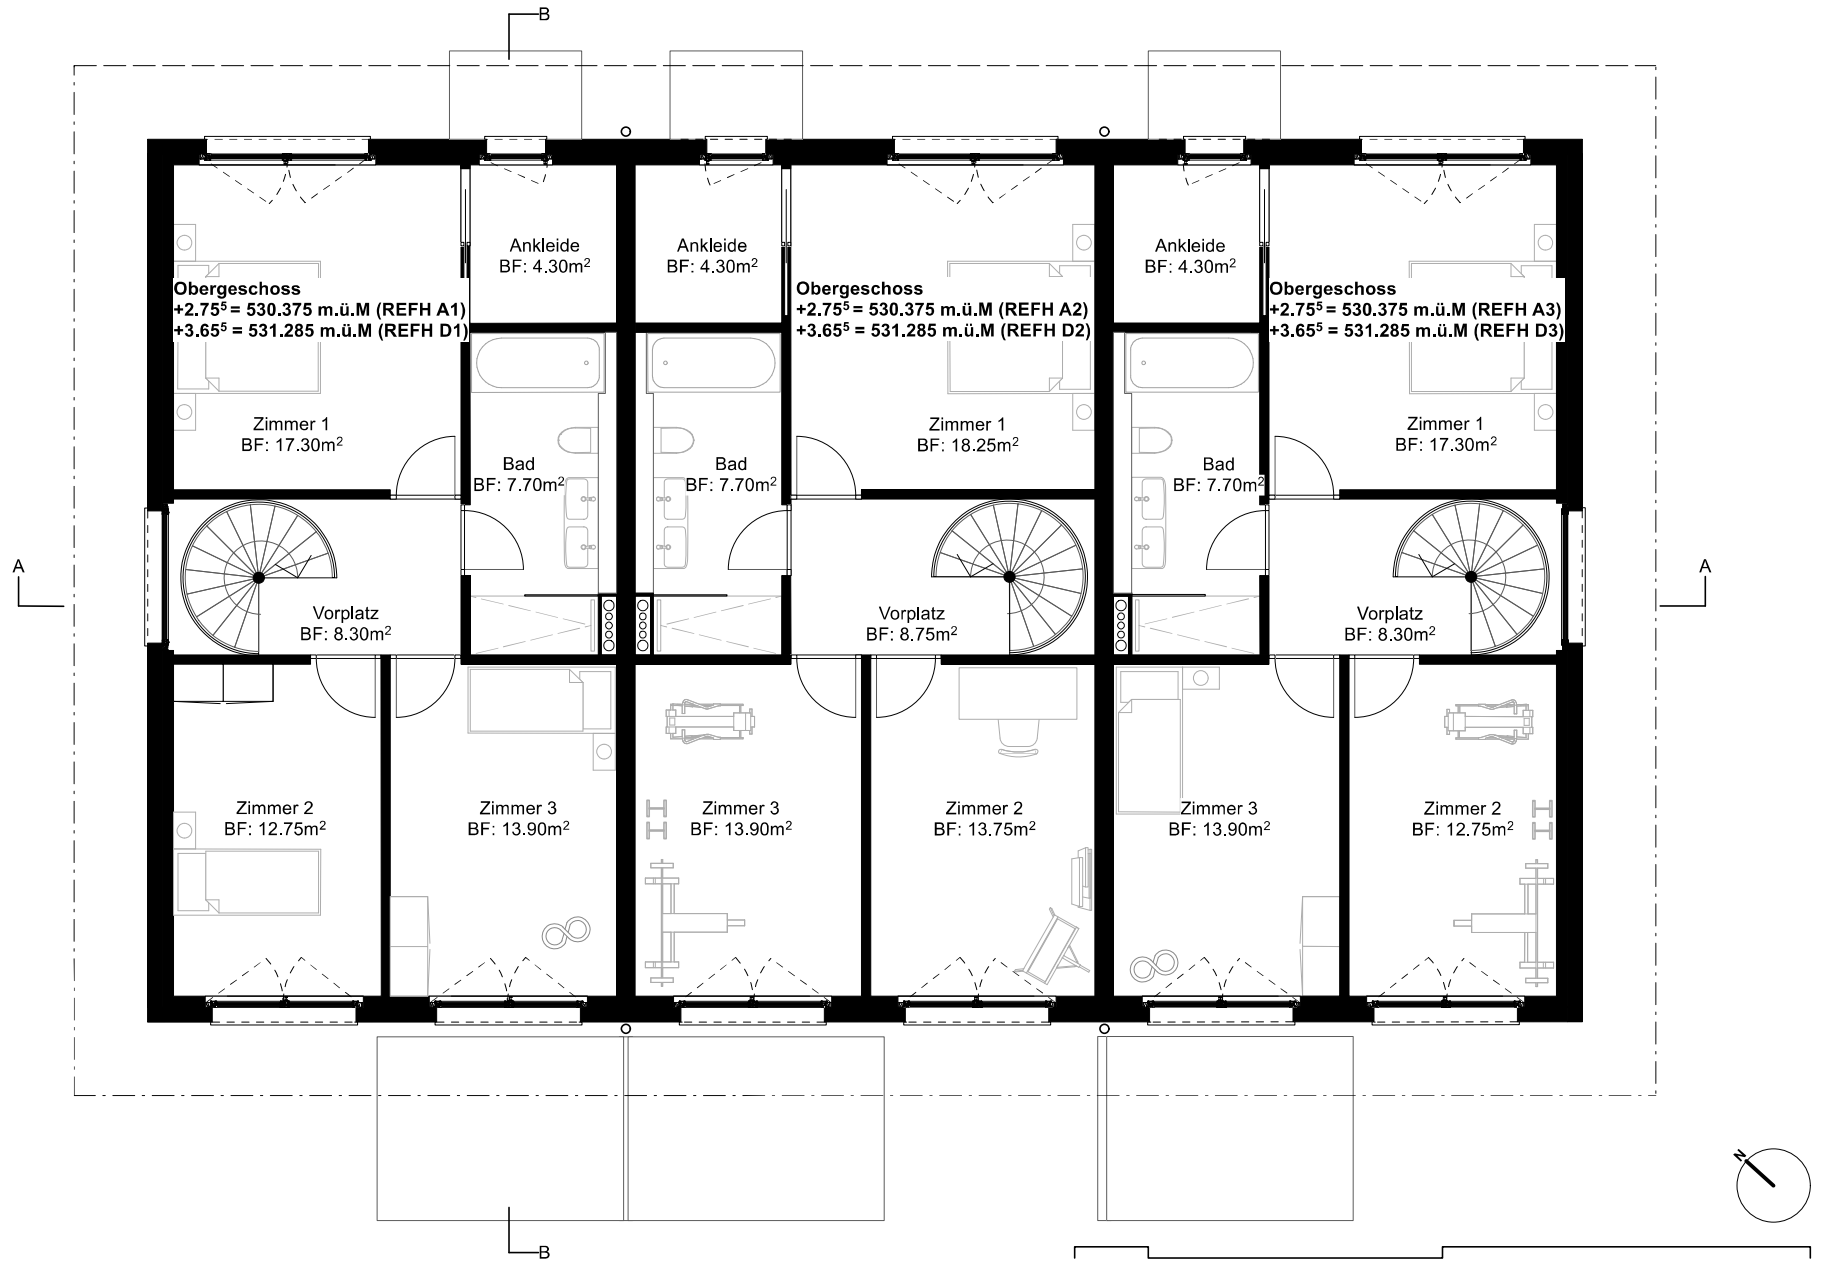 B
Ankleide
BF: 4.30m²
Ankleide
BF: 4.30m²
Ankleide
BF: 4.30m²
Obergeschoss
+2.75⁵ = 530.375 m.ü.M (REFH A1)
+3.65⁵ = 531.285 m.ü.M (REFH D1)
Obergeschoss
+2.75⁵ = 530.375 m.ü.M (REFH A2)
+3.65⁵ = 531.285 m.ü.M (REFH D2)
Obergeschoss
+2.75⁵ = 530.375 m.ü.M (REFH A3)
+3.65⁵ = 531.285 m.ü.M (REFH D3)
Zimmer 1
BF: 17.30m²
Zimmer 1
BF: 18.25m²
Zimmer 1
BF: 17.30m²
Bad
BF: 7.70m²
Bad
BF: 7.70m²
Bad
BF: 7.70m²
A
A
Vorplatz
BF: 8.30m²
Vorplatz
BF: 8.75m²
Vorplatz
BF: 8.30m²
Zimmer 2
BF: 12.75m²
Zimmer 3
BF: 13.90m²
Zimmer 3
BF: 13.90m²
Zimmer 2
BF: 13.75m²
Zimmer 3
BF: 13.90m²
Zimmer 2
BF: 12.75m²
N
B